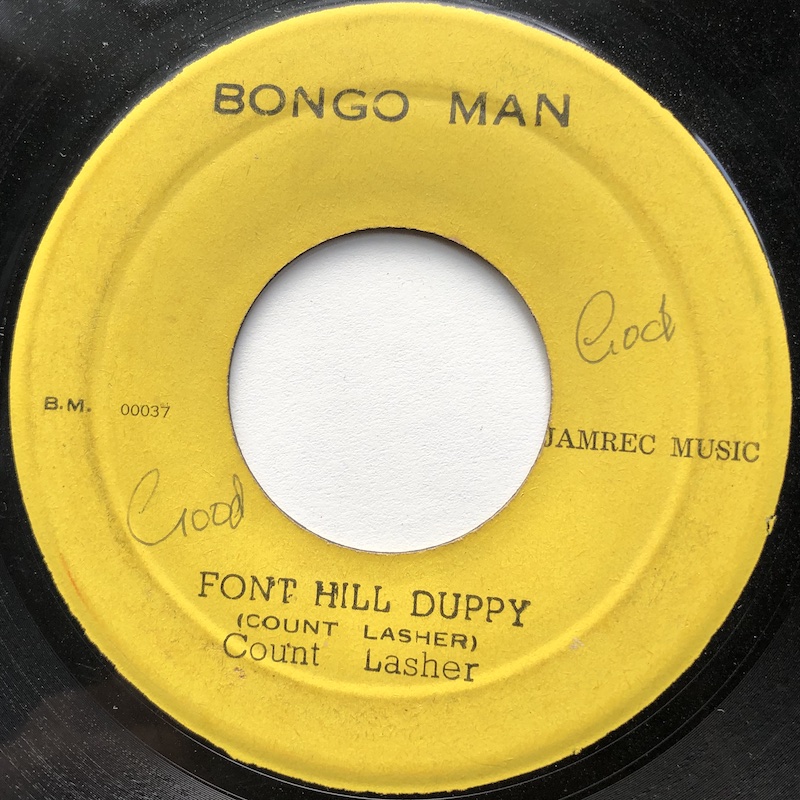 BONGO MAN
Good
B.M. 00037
JAMREC MUSIC
Good
FONT HILL DUPPY
(COUNT LASHER)
Count Lasher